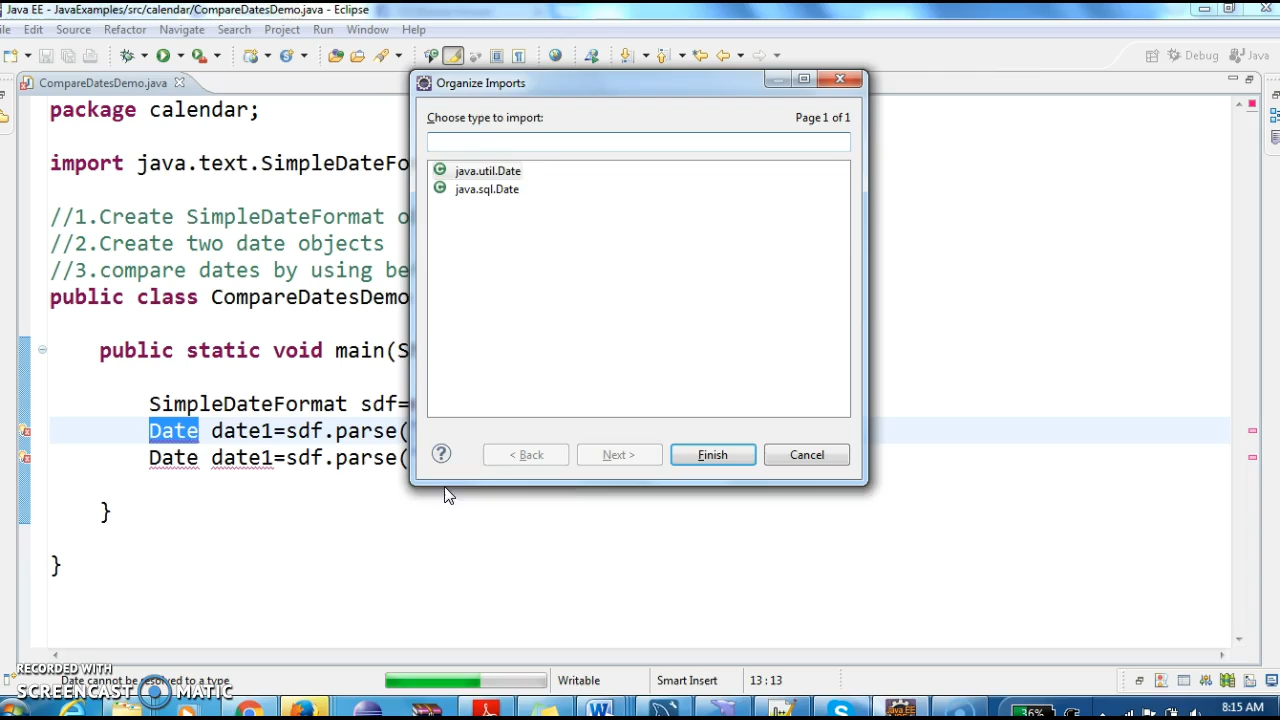 Java EE - JavaExamples/src/calendar/CompareDatesDemo.java - Eclipse
Edit Source Refactor Navigate Search Project Run Window Help
Debug Java
CompareDatesDemo.java
Organize Imports
package calendar;
Choose type to import: Page 1 of 1
import java.text.SimpleDateFo
java.util.Date
java.sql.Date
//1.Create SimpleDateFormat o
//2.Create two date objects
//3.compare dates by using be
public class CompareDatesDemo
public static void main(S
SimpleDateFormat sdf=
Date date1=sdf.parse(
Date date1=sdf.parse(
? < Back Next > Finish Cancel
}
}
RECORDED WITH
SCREENCAST MATIC
Date cannot be resolved to a type Writable Smart Insert 13 : 13
36% 8:15 AM